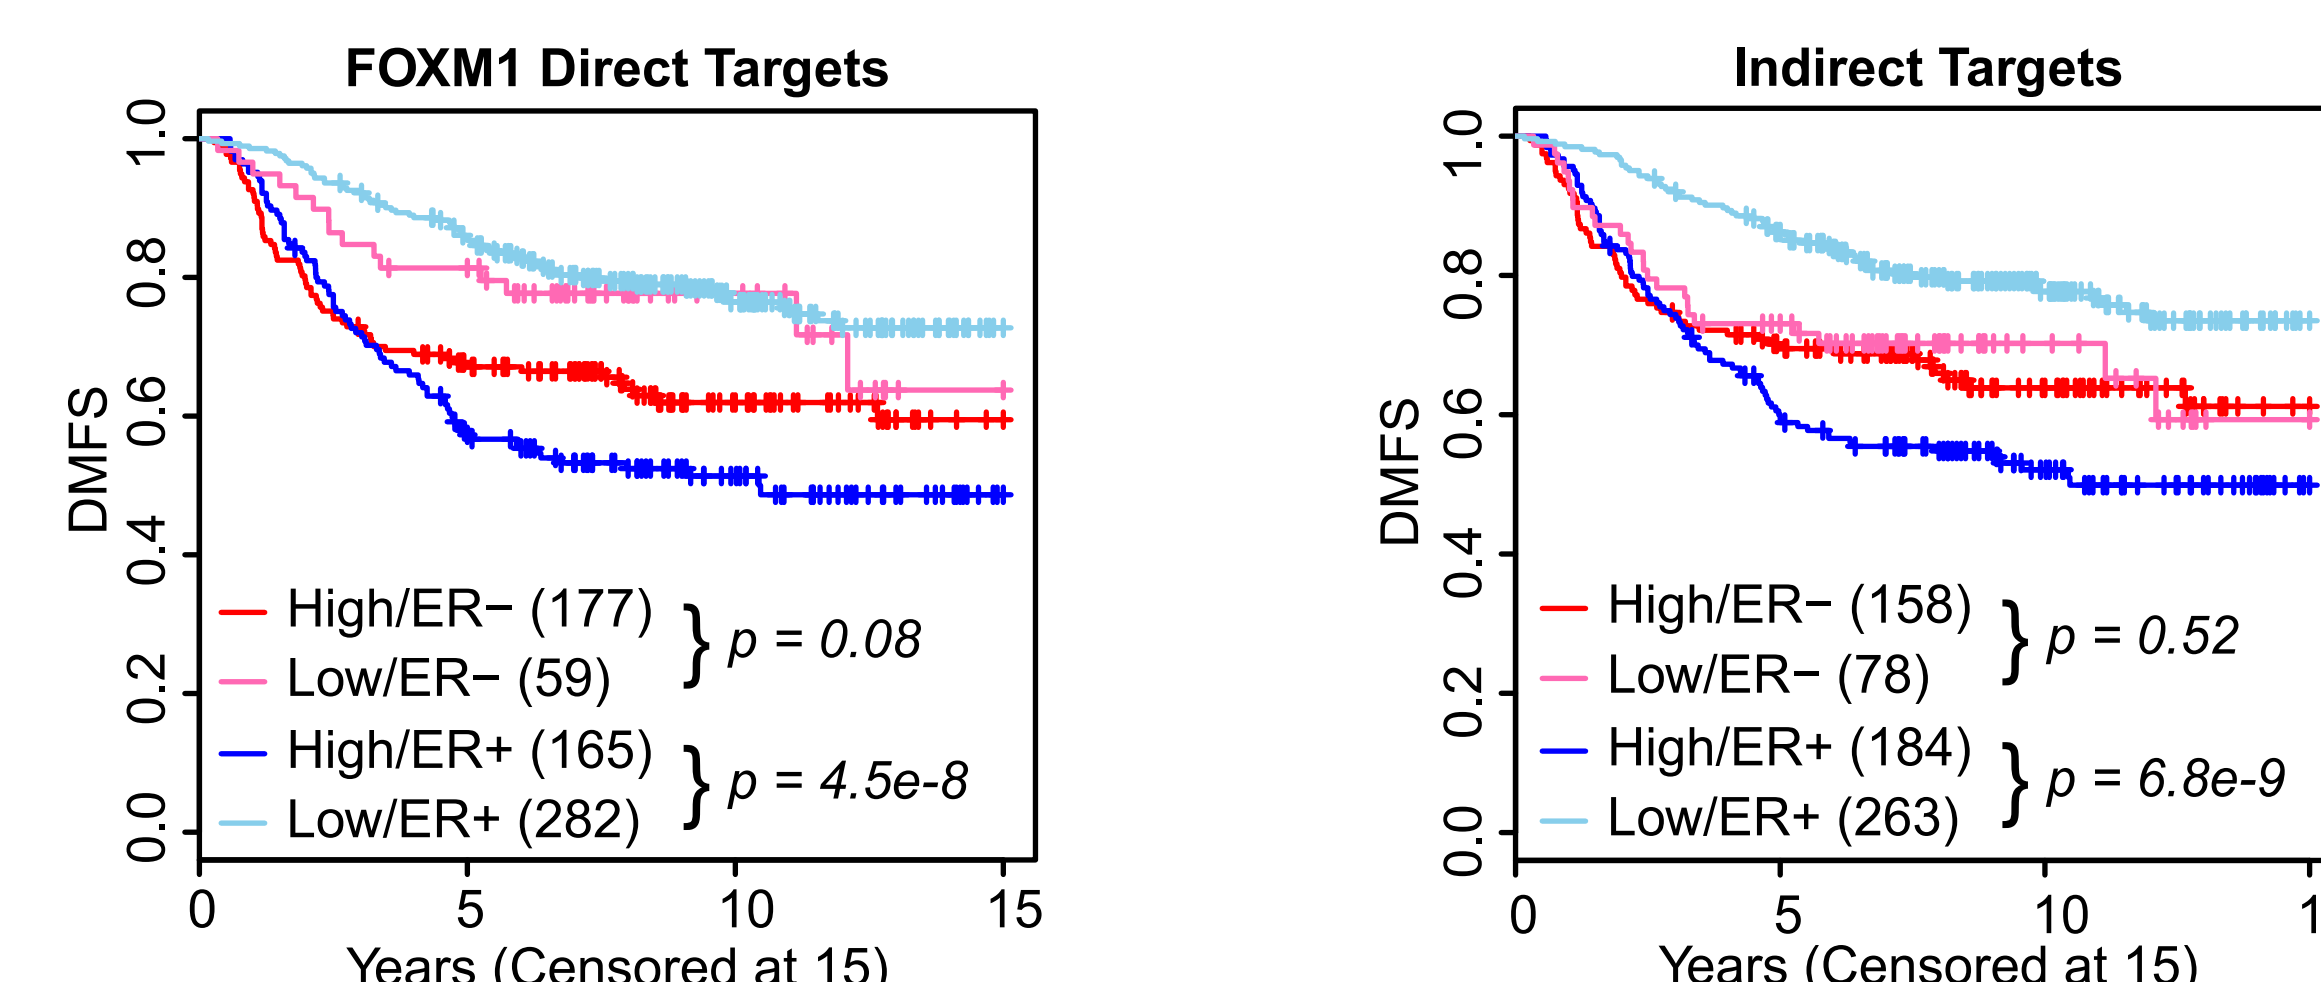 FOXM1 Direct Targets
DMFS
1.0
0.8
0.6
0.4
0.2
0.0
High/ER− (177)
Low/ER− (59)
} p = 0.08
High/ER+ (165)
Low/ER+ (282)
} p = 4.5e-8
0 5 10 15
Years (Censored at 15)
Indirect Targets
DMFS
1.0
0.8
0.6
0.4
0.2
0.0
High/ER− (158)
Low/ER− (78)
} p = 0.52
High/ER+ (184)
Low/ER+ (263)
} p = 6.8e-9
0 5 10 1
Years (Censored at 15)